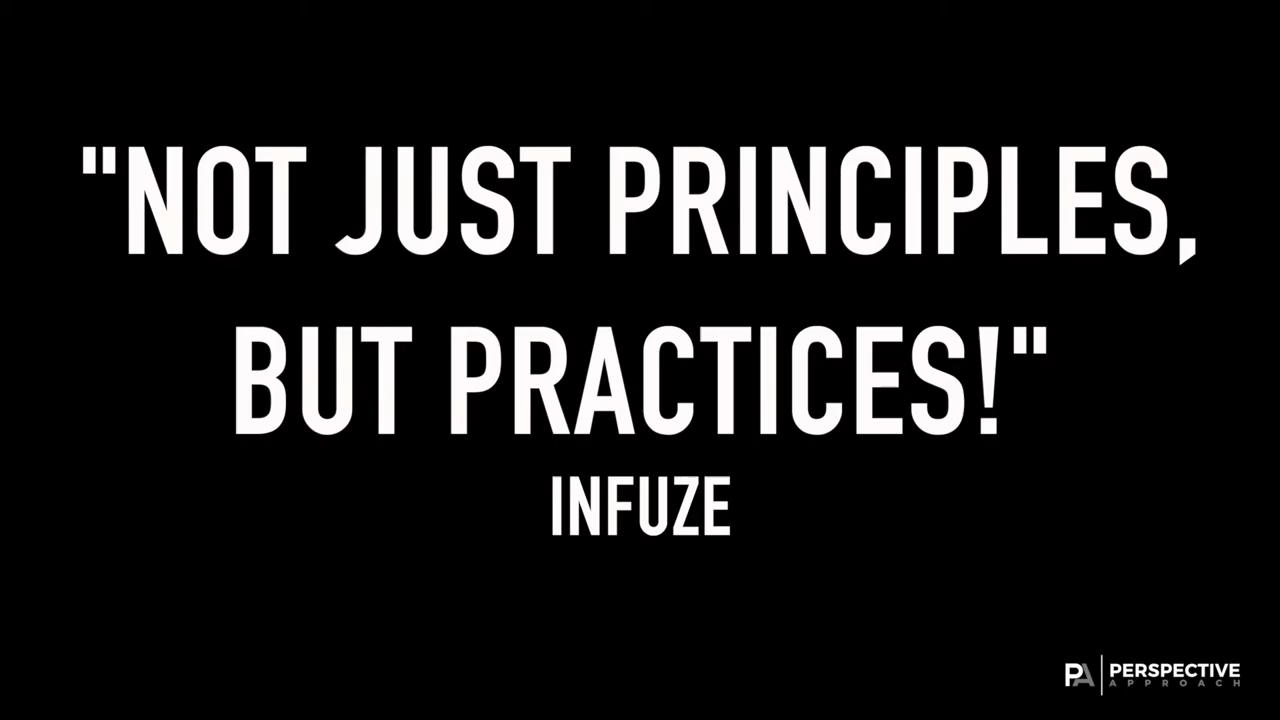 "NOT JUST PRINCIPLES,
BUT PRACTICES!"
INFUZE
PA PERSPECTIVE
APPROACH